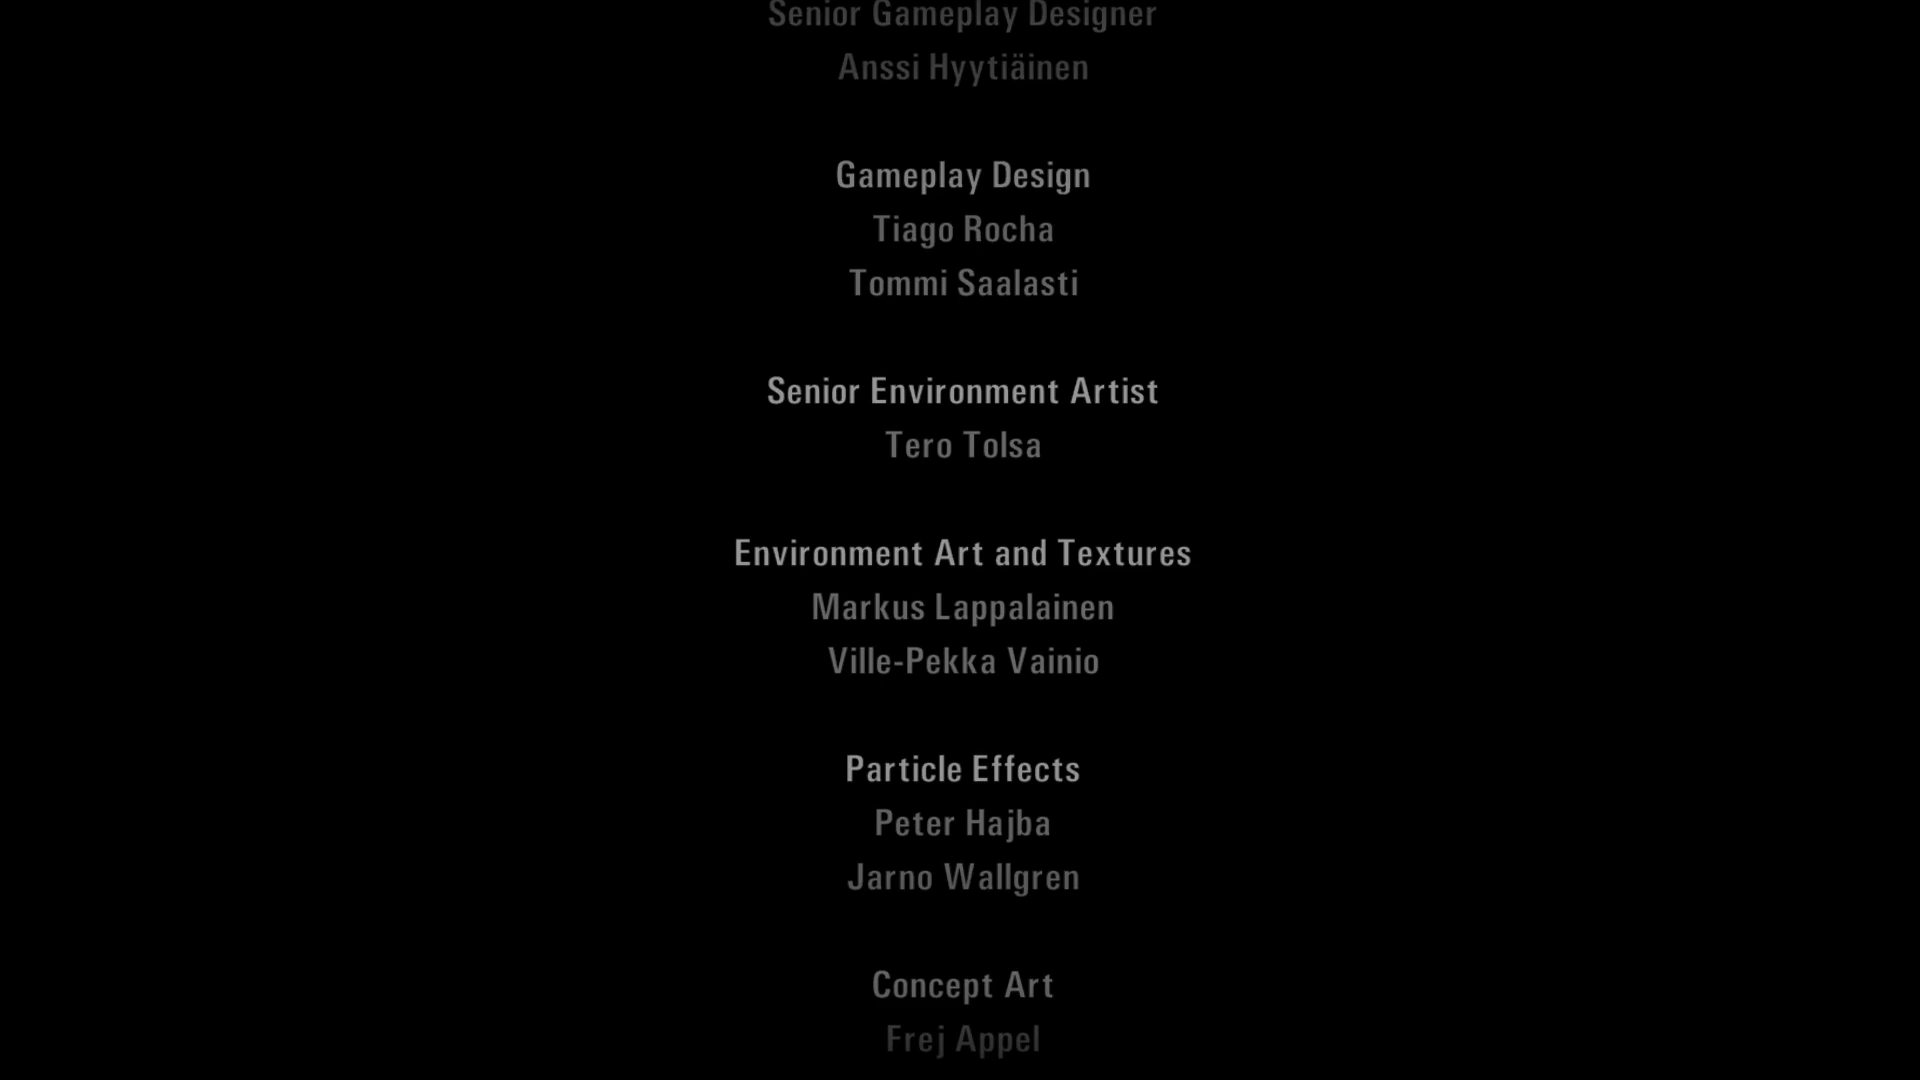 Senior Gameplay Designer
Anssi Hyytiäinen
Gameplay Design
Tiago Rocha
Tommi Saalasti
Senior Environment Artist
Tero Tolsa
Environment Art and Textures
Markus Lappalainen
Ville-Pekka Vainio
Particle Effects
Peter Hajba
Jarno Wallgren
Concept Art
Frej Appel